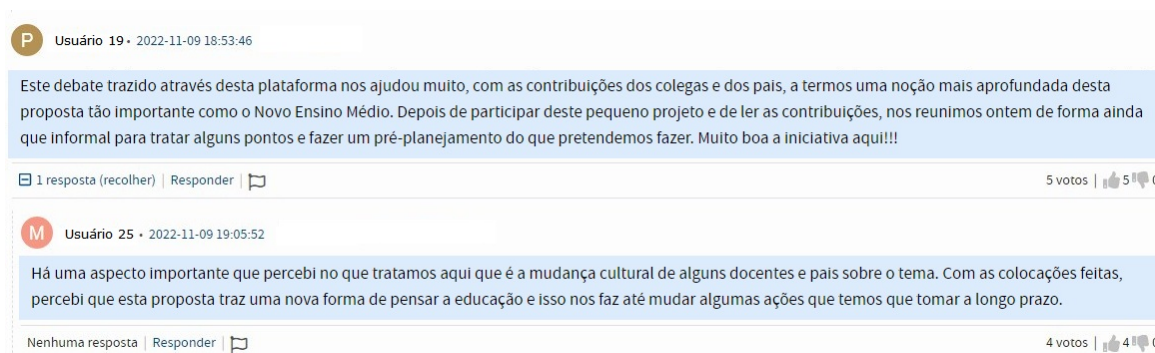 P Usuário 19 • 2022-11-09 18:53:46
Este debate trazido através desta plataforma nos ajudou muito, com as contribuições dos colegas e dos pais, a termos uma noção mais aprofundada desta
proposta tão importante como o Novo Ensino Médio. Depois de participar deste pequeno projeto e de ler as contribuições, nos reunimos ontem de forma ainda
que informal para tratar alguns pontos e fazer um pré-planejamento do que pretendemos fazer. Muito boa a iniciativa aqui!!!
1 resposta (recolher) | Responder | 5 votos | 5 0
M Usuário 25 • 2022-11-09 19:05:52
Há uma aspecto importante que percebi no que tratamos aqui que é a mudança cultural de alguns docentes e pais sobre o tema. Com as colocações feitas,
percebi que esta proposta traz uma nova forma de pensar a educação e isso nos faz até mudar algumas ações que temos que tomar a longo prazo.
Nenhuma resposta | Responder | 4 votos | 4 0